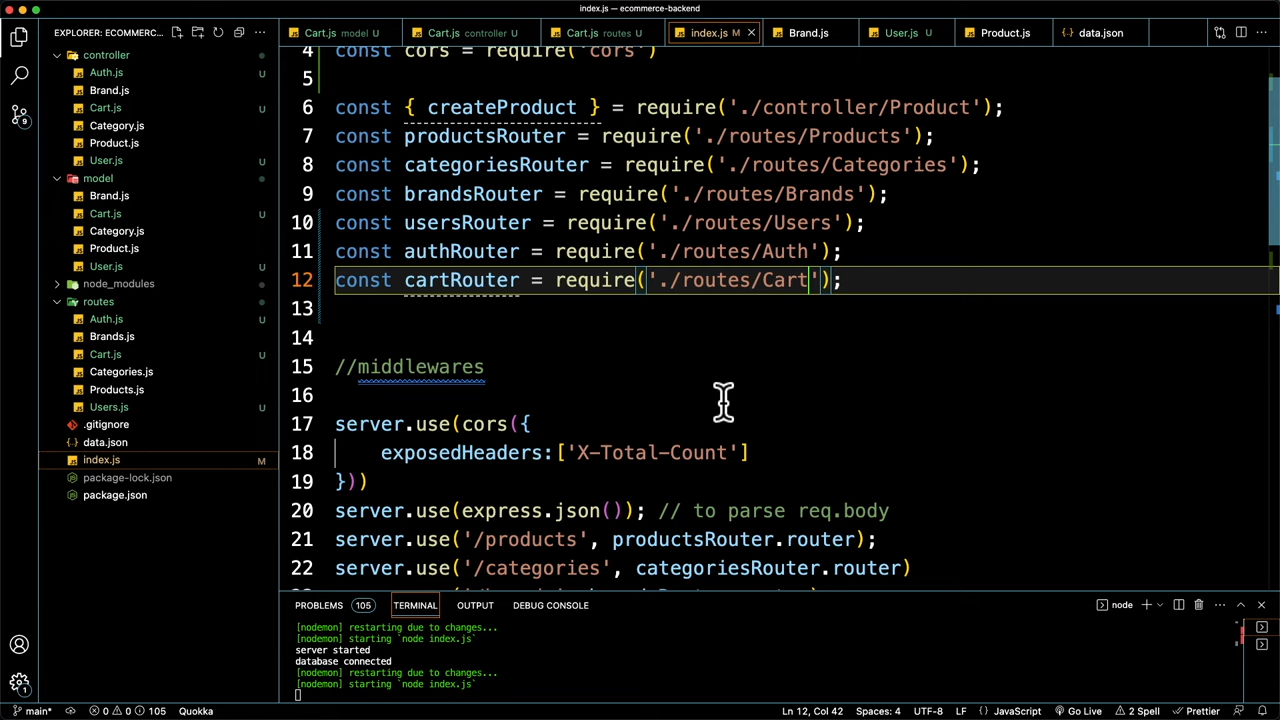 index.js — ecommerce-backend
EXPLORER: ECOMMERC...
Cart.js model U
Cart.js controller U
Cart.js routes U
index.js M
Brand.js
User.js U
Product.js
data.json
controller
Auth.js U
Brand.js
Cart.js U
Category.js
Product.js
User.js U
model
Brand.js
Cart.js U
Category.js
Product.js
User.js U
node_modules
routes
Auth.js U
Brands.js
Cart.js U
Categories.js
Products.js
Users.js U
.gitignore
data.json
index.js M
package-lock.json
package.json
9
1
4 const cors = require('cors')
5
6 const { createProduct } = require('./controller/Product');
7 const productsRouter = require('./routes/Products');
8 const categoriesRouter = require('./routes/Categories');
9 const brandsRouter = require('./routes/Brands');
10 const usersRouter = require('./routes/Users');
11 const authRouter = require('./routes/Auth');
12 const cartRouter = require('./routes/Cart');
13
14
15 //middlewares
16
17 server.use(cors({
18 exposedHeaders:['X-Total-Count']
19 }))
20 server.use(express.json()); // to parse req.body
21 server.use('/products', productsRouter.router);
22 server.use('/categories', categoriesRouter.router)
PROBLEMS 105 TERMINAL OUTPUT DEBUG CONSOLE
node
[nodemon] restarting due to changes...
[nodemon] starting `node index.js`
server started
database connected
[nodemon] restarting due to changes...
[nodemon] starting `node index.js`
main* 0 0 105 Quokka Ln 12, Col 42 Spaces: 4 UTF-8 LF {} JavaScript Go Live 2 Spell Prettier